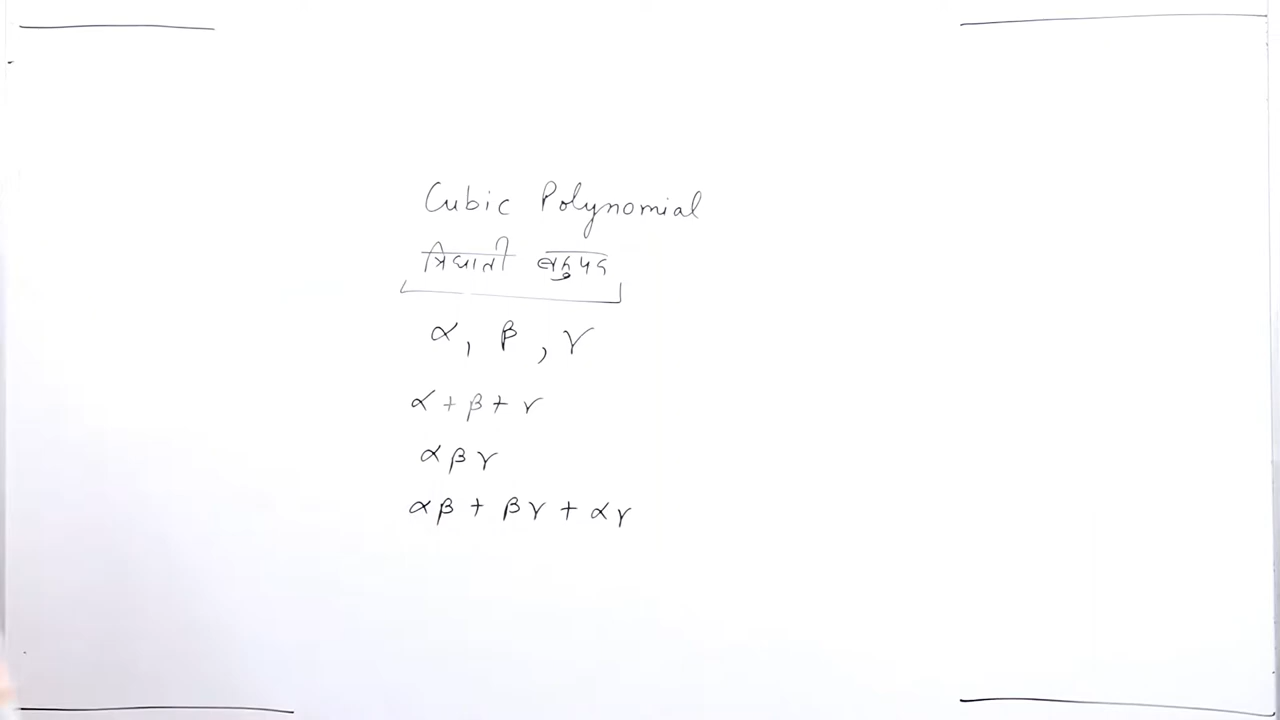 Cubic Polynomial
त्रिघाती बहुपद
α, β, γ
α + β + γ
αβγ
αβ + βγ + αγ